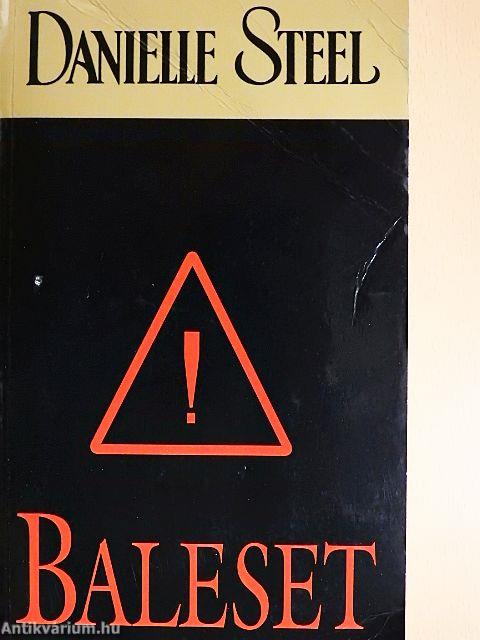 DANIELLE STEEL
!
BALESET
Antikvarium.hu